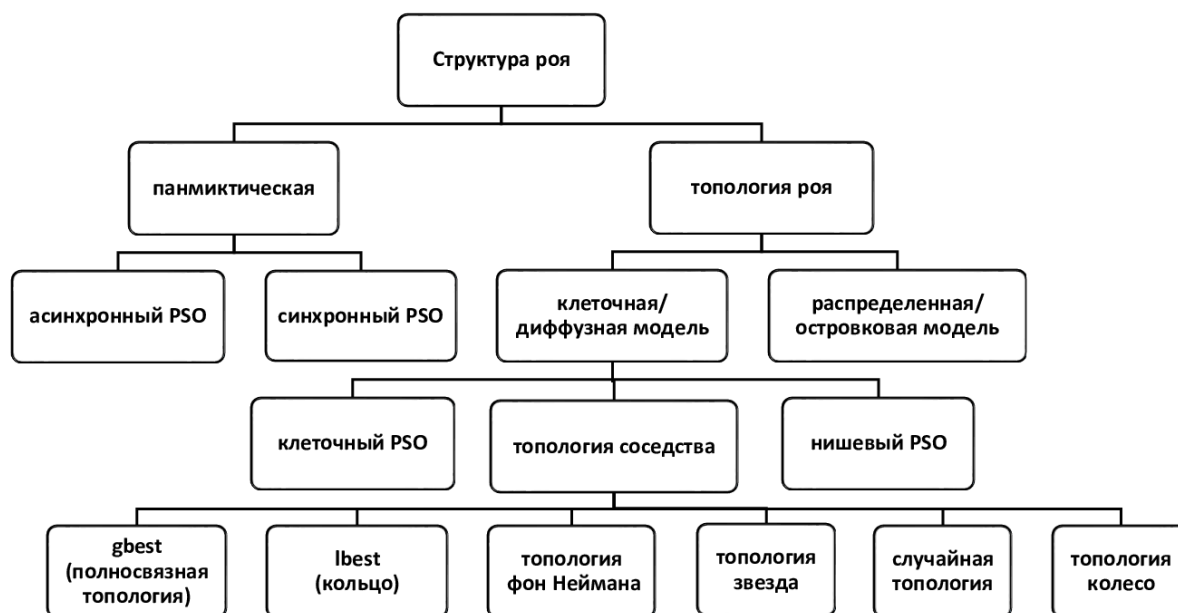 Структура роя
панмиктическая
топология роя
асинхронный PSO
синхронный PSO
клеточная/
диффузная модель
распределенная/
островковая модель
клеточный PSO
топология соседства
нишевый PSO
gbest
(полносвязная
топология)
lbest
(кольцо)
топология
фон Неймана
топология
звезда
случайная
топология
топология
колесо